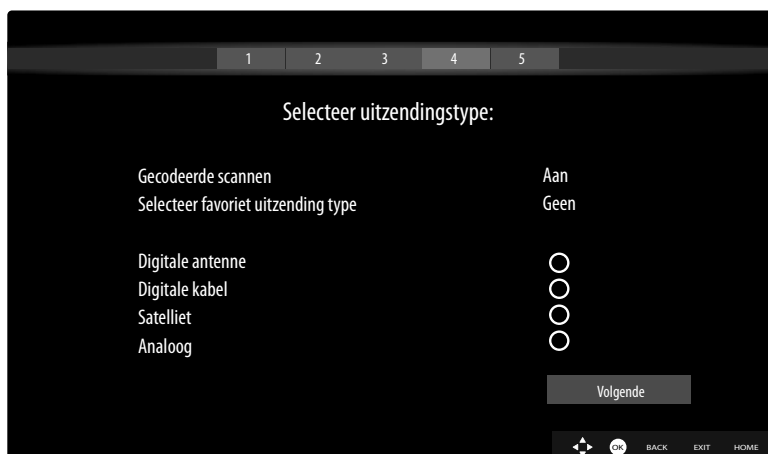 1 2 3 4 5
Selecteer uitzendingstype:
Gecodeerde scannen Aan
Selecteer favoriet uitzending type Geen
Digitale antenne
Digitale kabel
Satelliet
Analoog
Volgende
OK BACK EXIT HOME